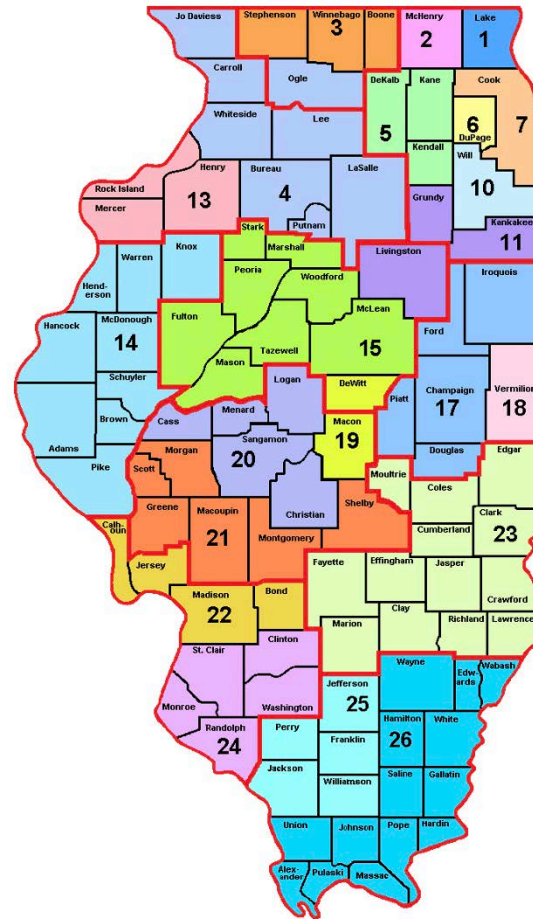 Jo Daviess
Stephenson
Winnebago
Boone
McHenry
Lake
3
2
1
Carroll
Ogle
DeKalb
Kane
Cook
Whiteside
Lee
5
6
7
DuPage
Kendall
Will
10
Rock Island
Henry
Bureau
LaSalle
Mercer
13
4
Putnam
Grundy
Kankakee
11
Stark
Marshall
Livingston
Warren
Knox
Peoria
Woodford
Iroquois
Hend-
erson
McLean
Hancock
McDonough
Fulton
Ford
14
Mason
Tazewell
15
Schuyler
Logan
DeWitt
Champaign
Vermilion
Brown
Cass
Menard
Piatt
17
18
Adams
Macon
Sangamon
19
Pike
Morgan
20
Douglas
Edgar
Scott
Moultrie
Coles
Greene
Macoupin
Christian
Shelby
Clark
21
Cumberland
23
Cal-
houn
Montgomery
Jersey
Fayette
Effingham
Jasper
Madison
Bond
Crawford
22
Clay
Marion
Richland
Lawrence
St. Clair
Clinton
Wayne
Edw-
ards
Wabash
Jefferson
Monroe
Washington
25
Randolph
Perry
Hamilton
White
24
Franklin
26
Jackson
Williamson
Saline
Gallatin
Union
Johnson
Pope
Hardin
Alex-
ander
Pulaski
Massac